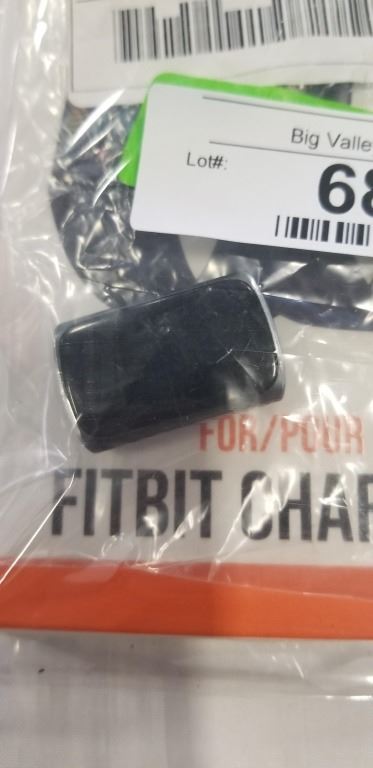 Big Valle
Lot#:
68
FOR/POUR
FITBIT CHAR